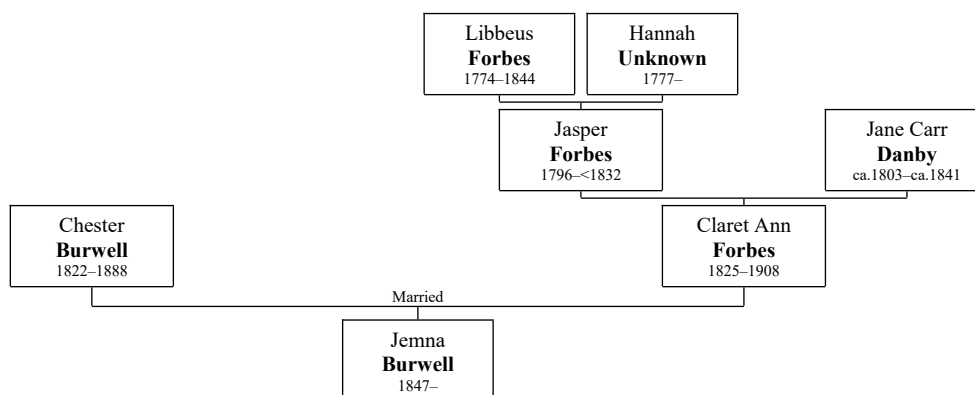 Libbeus
Forbes
1774–1844
Hannah
Unknown
1777–
Jasper
Forbes
1796–<1832
Jane Carr
Danby
ca.1803–ca.1841
Chester
Burwell
1822–1888
Claret Ann
Forbes
1825–1908
Married
Jemna
Burwell
1847–